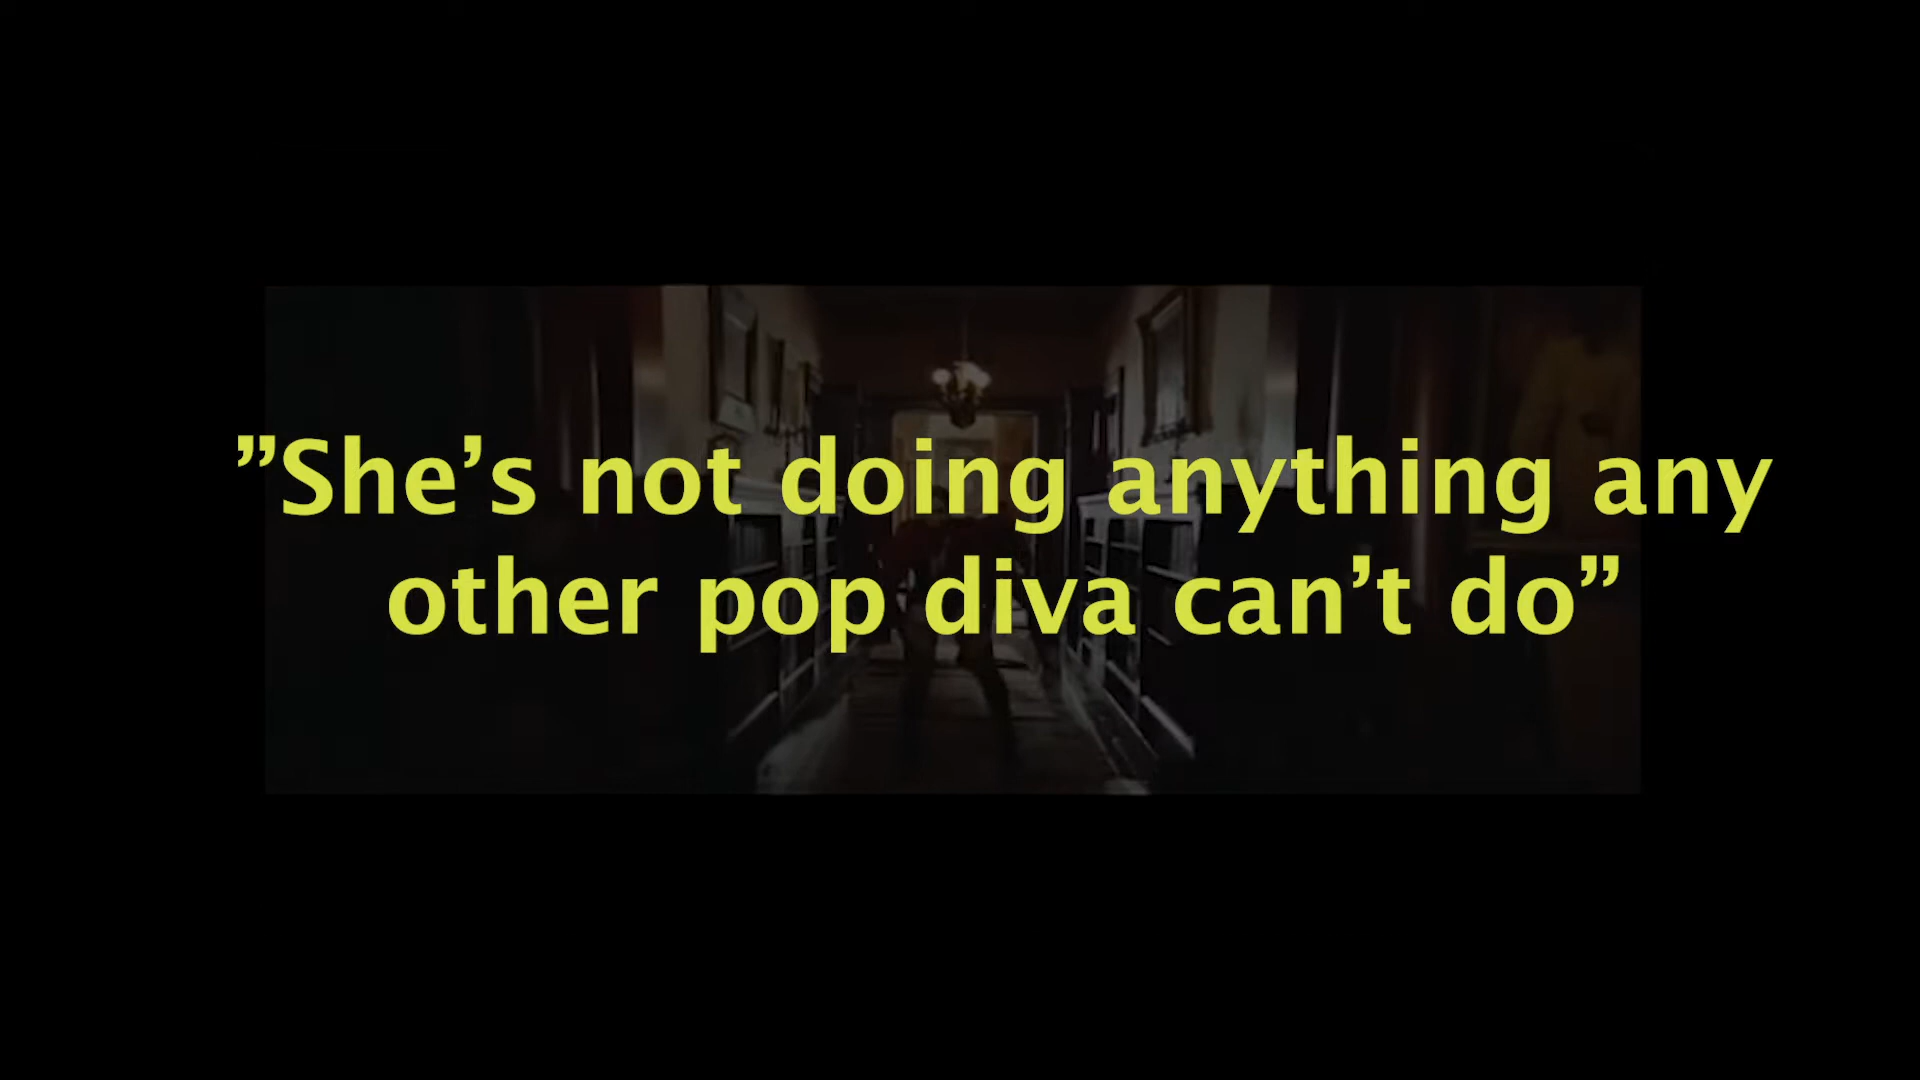 ”She’s not doing anything any
other pop diva can’t do”